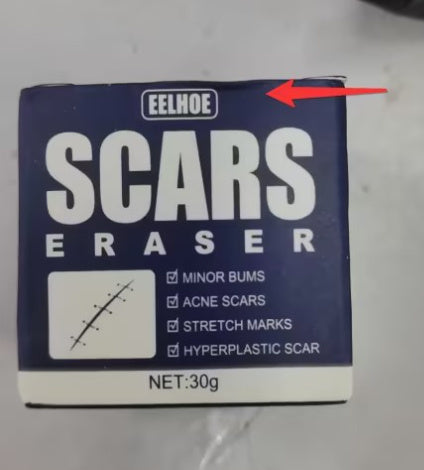 EELHOE
SCARS
ERASER
MINOR BUMS
ACNE SCARS
STRETCH MARKS
HYPERPLASTIC SCAR
NET:30g